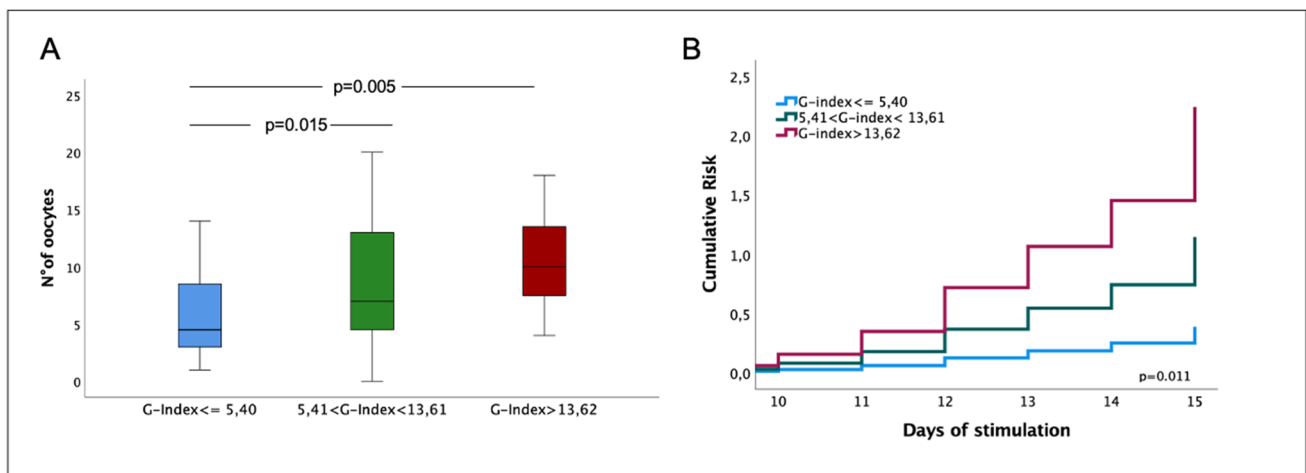 A
p=0.005
p=0.015
25
20
15
10
5
0
N°of oocytes
G-Index<= 5,40
5,41<G-Index<13,61
G-Index>13,62
B
2,5
2,0
1,5
1,0
0,5
0,0
Cumulative Risk
G-index<= 5,40
5,41<G-index< 13,61
G-index>13,62
p=0.011
10 11 12 13 14 15
Days of stimulation